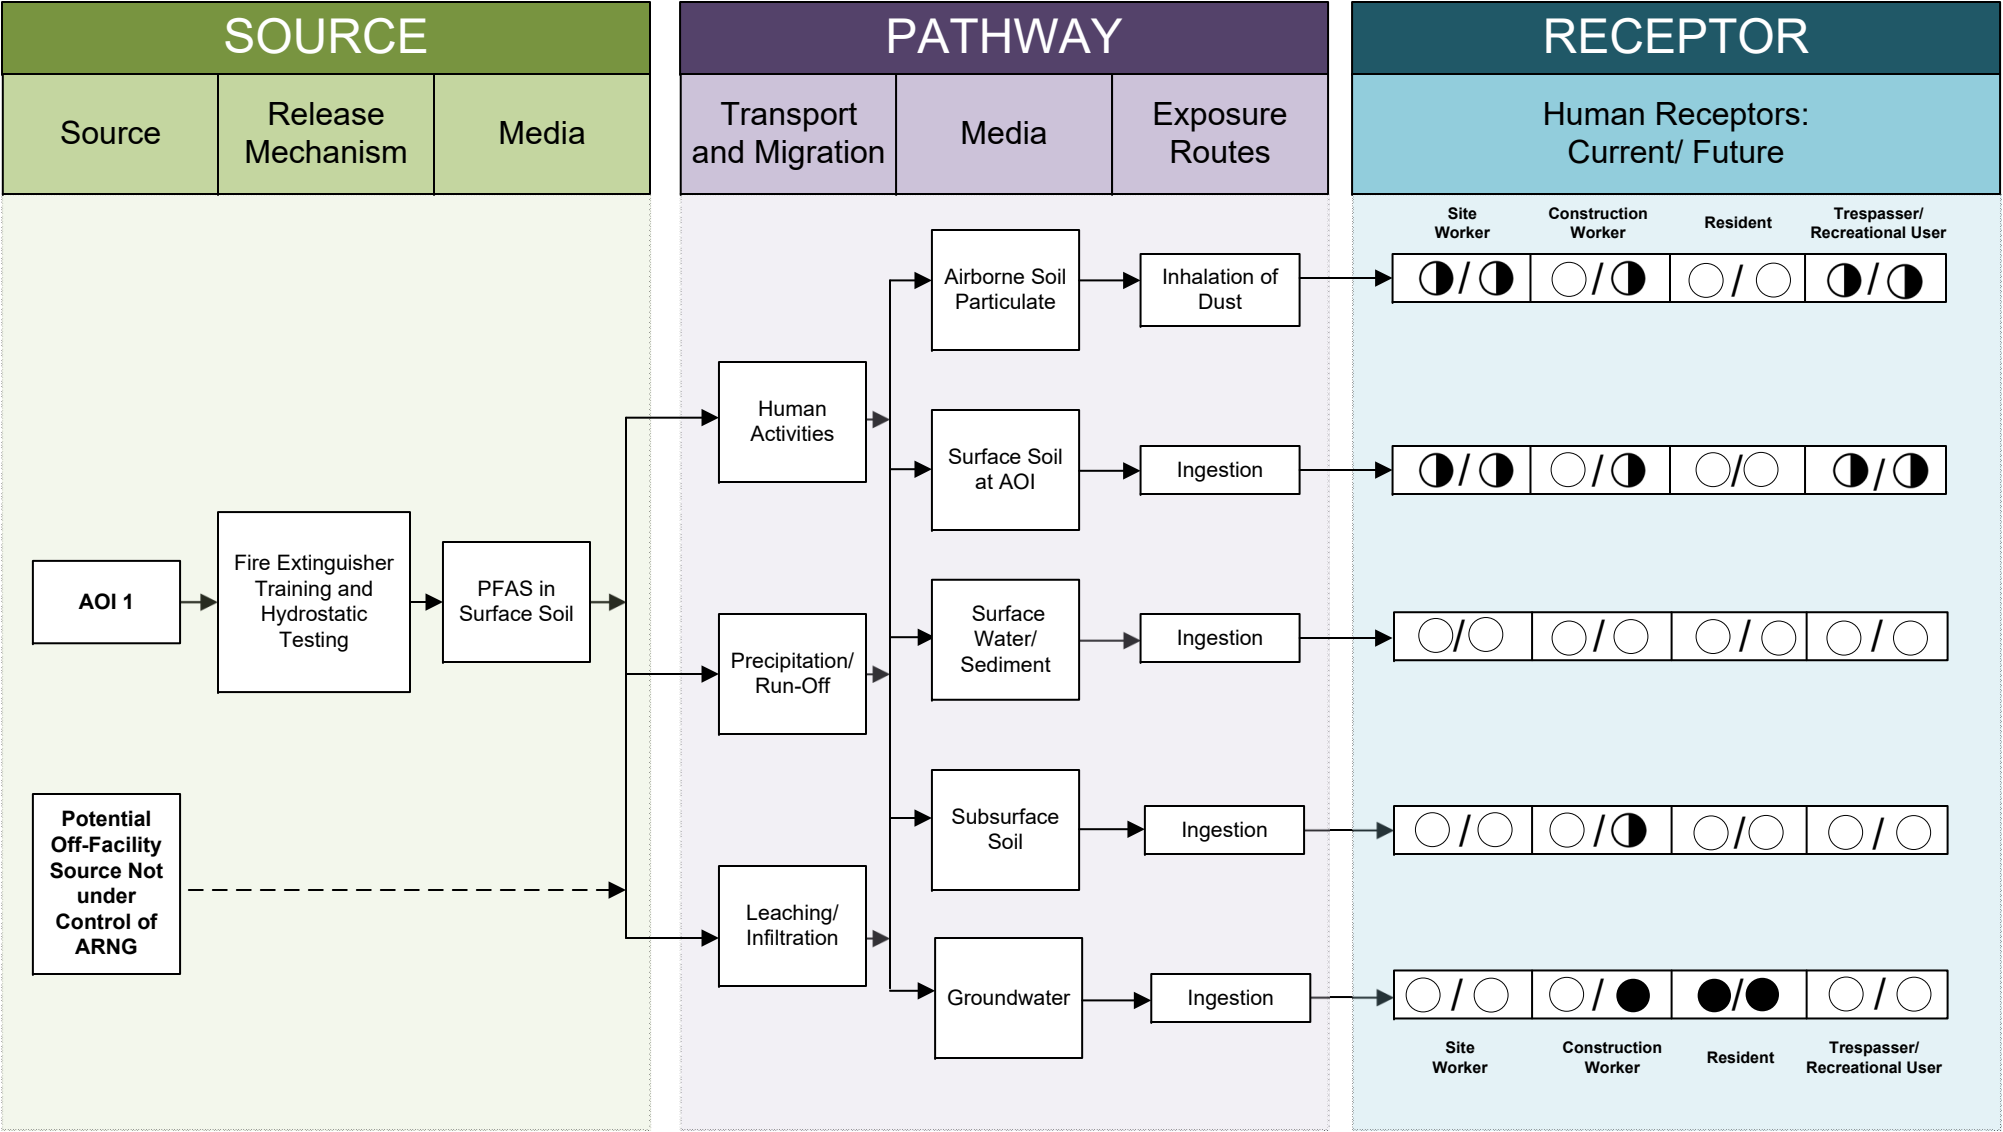 SOURCE
PATHWAY
RECEPTOR
Source
Release
Mechanism
Media
Transport
and Migration
Media
Exposure
Routes
Human Receptors:
Current/ Future
Site
Worker
Construction
Worker
Resident
Trespasser/
Recreational User
Airborne Soil
Particulate
Inhalation of
Dust
/
/
/
/
Human
Activities
Surface Soil
at AOI
Ingestion
/
/
/
/
AOI 1
Fire Extinguisher
Training and
Hydrostatic
Testing
PFAS in
Surface Soil
Precipitation/
Run-Off
Surface
Water/
Sediment
Ingestion
/
/
/
/
Potential
Off-Facility
Source Not
under
Control of
ARNG
Subsurface
Soil
Ingestion
/
/
/
/
Leaching/
Infiltration
Groundwater
Ingestion
/
/
/
/
Site
Worker
Construction
Worker
Resident
Trespasser/
Recreational User